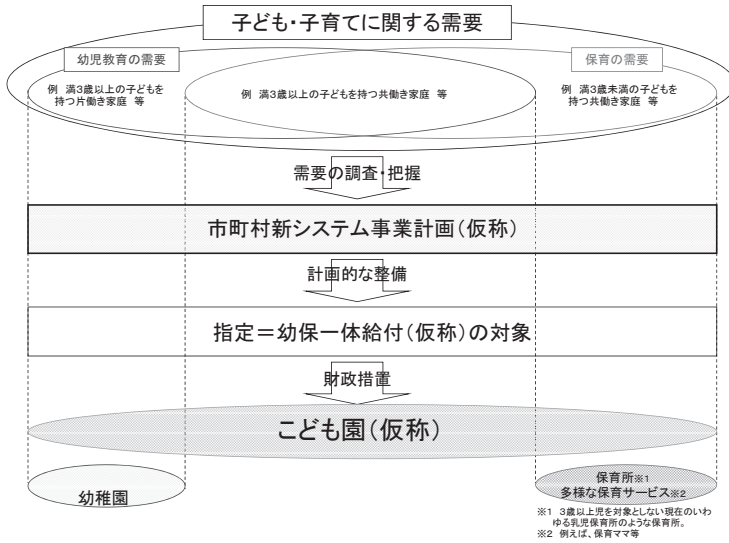 子ども・子育てに関する需要
幼児教育の需要
保育の需要
例 満3歳以上の子どもを
持つ片働き家庭 等
例 満3歳以上の子どもを持つ共働き家庭 等
例 満3歳未満の子どもを
持つ共働き家庭 等
需要の調査・把握
市町村新システム事業計画(仮称)
計画的な整備
指定=幼保一体給付(仮称)の対象
財政措置
こども園(仮称)
幼稚園
保育所※1
多様な保育サービス※2
※1 3歳以上児を対象としない現在のいわ
ゆる乳児保育所のような保育所。
※2 例えば、保育ママ等